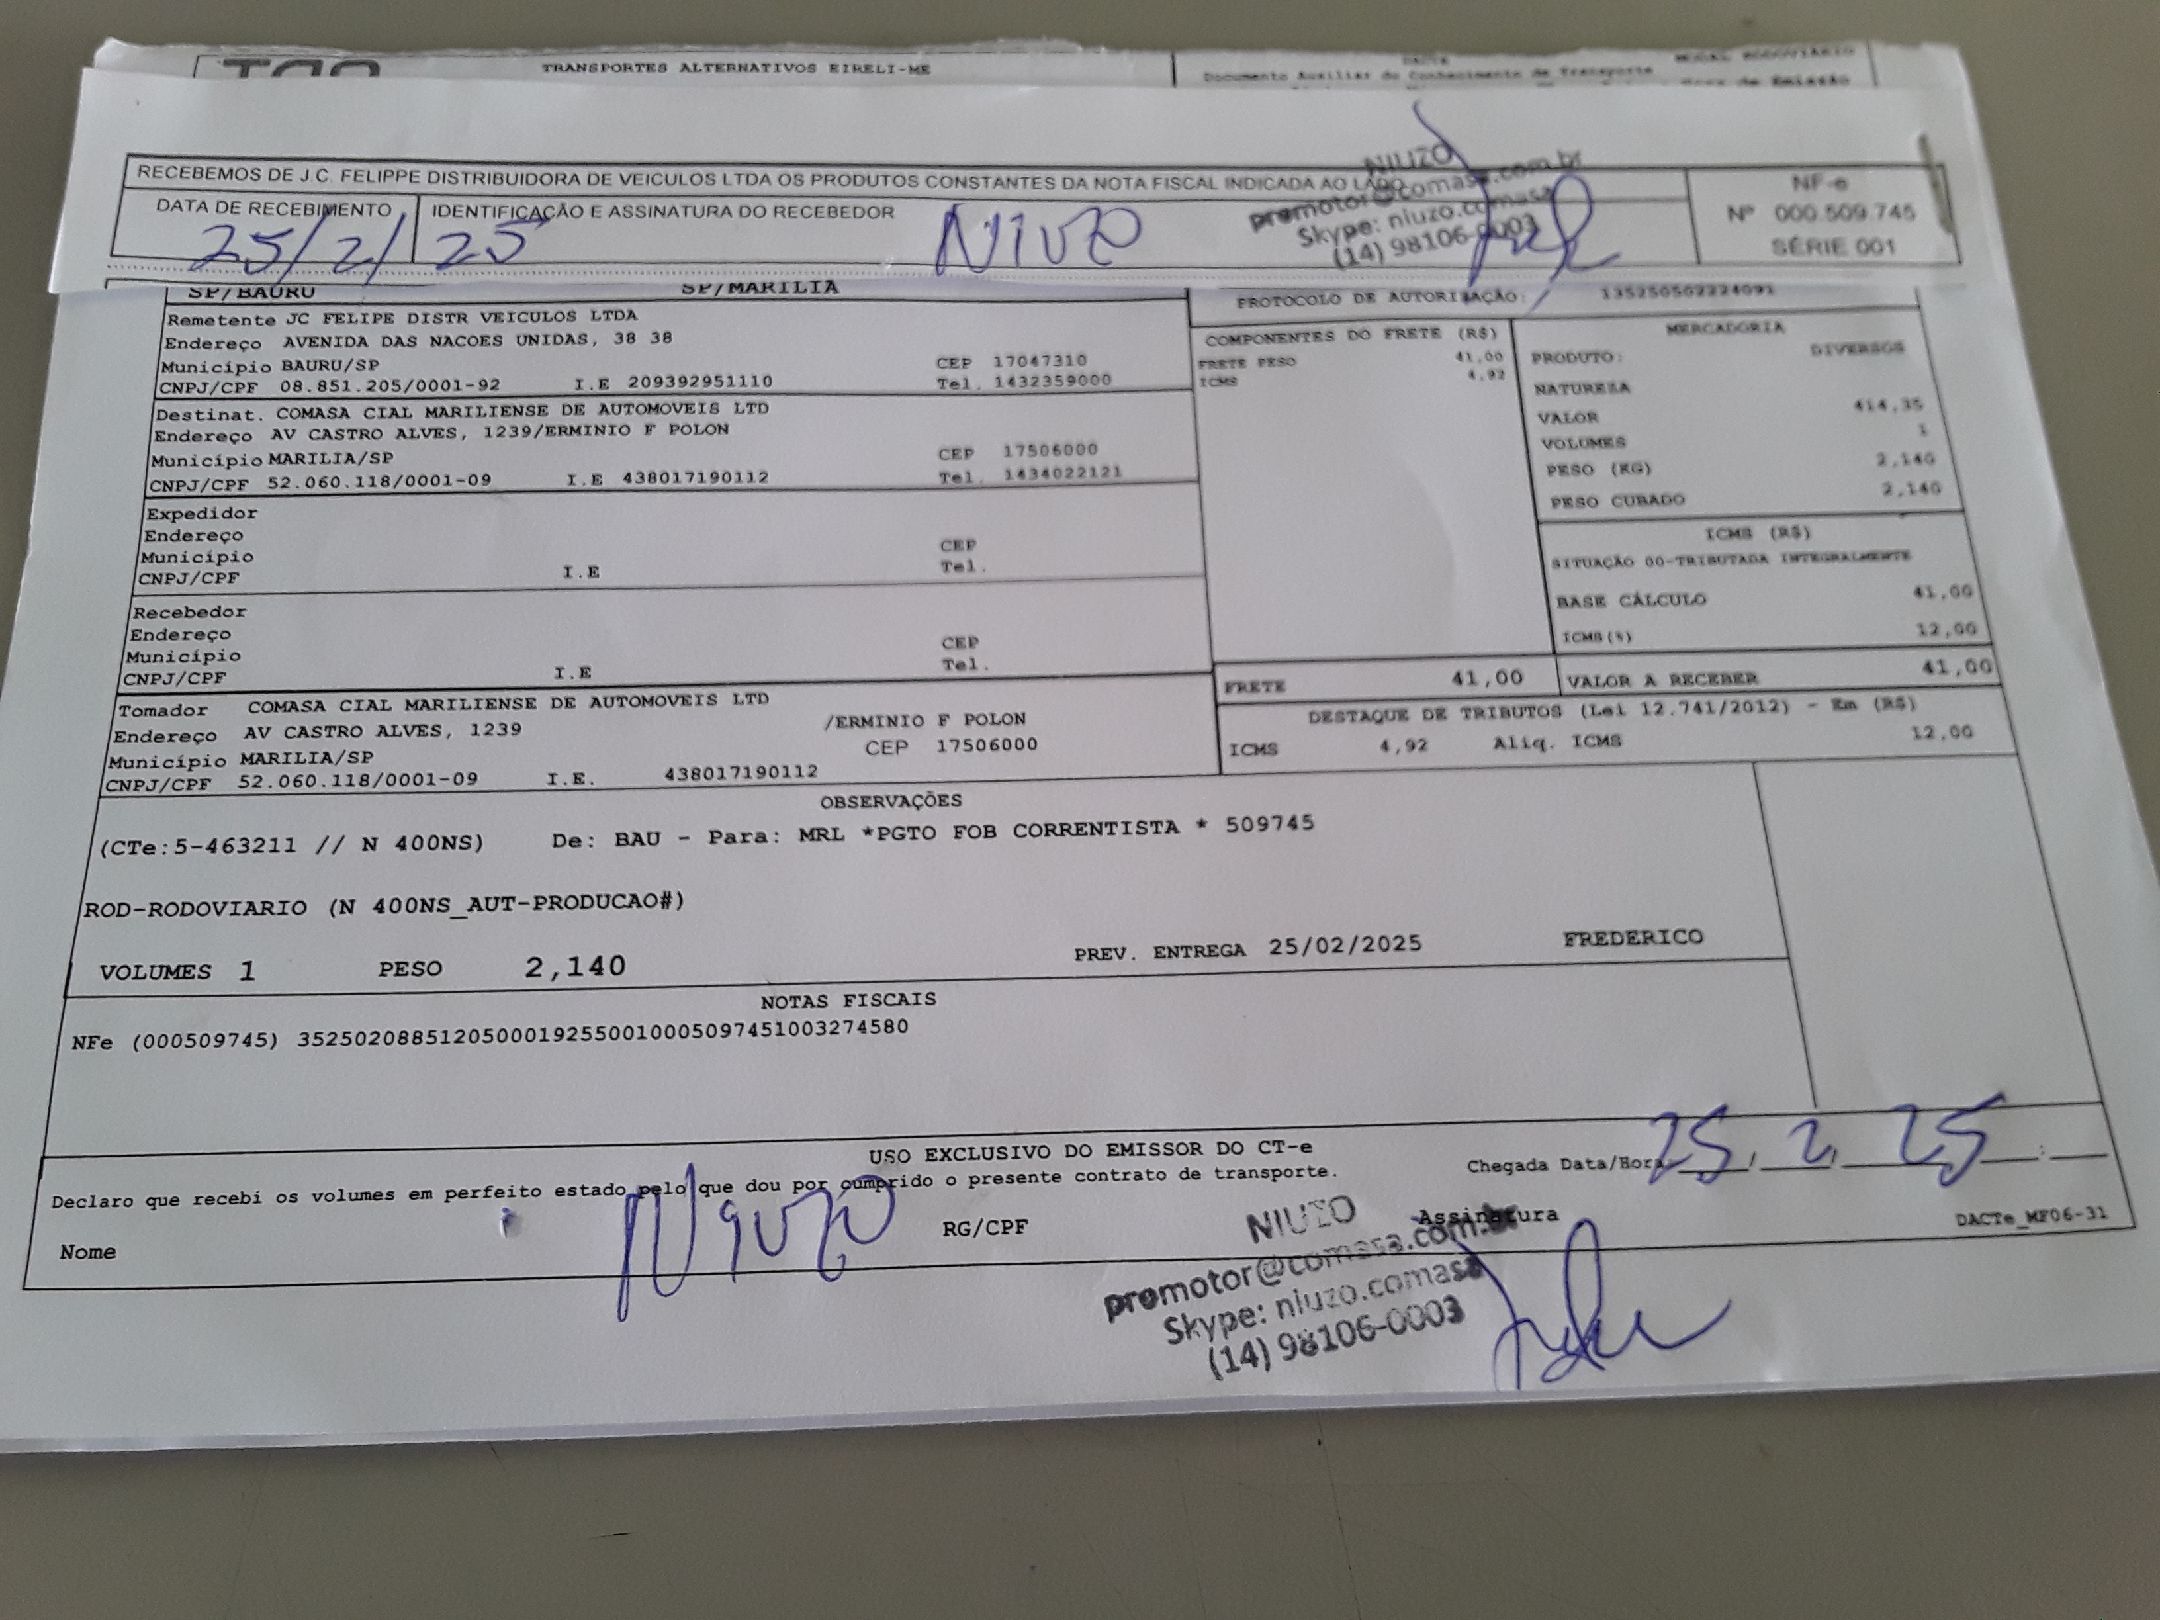 TRANSPORTES ALTERNATIVOS EIRELI-ME
DACTE
Documento Auxiliar do Conhecimento de Transporte
MODAL RODOVIÁRIO
de Emissão
RECEBEMOS DE J.C. FELIPPE DISTRIBUIDORA DE VEICULOS LTDA OS PRODUTOS CONSTANTES DA NOTA FISCAL INDICADA AO LADO
DATA DE RECEBIMENTO
25/2/25
IDENTIFICAÇÃO E ASSINATURA DO RECEBEDOR
NIUZO
NIUZO
promotor@comasa.com.br
Skype: niuzo.comasa
(14) 98106-0003
NF-e
Nº 000.509.745
SÉRIE 001
SP/BAURU SP/MARILIA
PROTOCOLO DE AUTORIZAÇÃO: 135250502224091
Remetente JC FELIPE DISTR VEICULOS LTDA
Endereço AVENIDA DAS NACOES UNIDAS, 38 38
Município BAURU/SP CEP 17047310
CNPJ/CPF 08.851.205/0001-92 I.E 209392951110 Tel. 1432359000
Destinat. COMASA CIAL MARILIENSE DE AUTOMOVEIS LTD
Endereço AV CASTRO ALVES, 1239/ERMINIO F POLON
Município MARILIA/SP CEP 17506000
CNPJ/CPF 52.060.118/0001-09 I.E 438017190112 Tel. 1434022121
Expedidor
Endereço
Município CEP
CNPJ/CPF I.E Tel.
Recebedor
Endereço
Município CEP
CNPJ/CPF I.E Tel.
Tomador COMASA CIAL MARILIENSE DE AUTOMOVEIS LTD
Endereço AV CASTRO ALVES, 1239 /ERMINIO F POLON
Município MARILIA/SP CEP 17506000
CNPJ/CPF 52.060.118/0001-09 I.E. 438017190112
COMPONENTES DO FRETE (R$)
FRETE PESO 41,00
ICMS 4,92
MERCADORIA
PRODUTO: DIVERSOS
NATUREZA
VALOR 414,35
VOLUMES 1
PESO (KG) 2,140
PESO CUBADO 2,140
ICMS (R$)
SITUAÇÃO 00-TRIBUTADA INTEGRALMENTE
BASE CÁLCULO 41,00
ICMS(%) 12,00
FRETE 41,00 VALOR A RECEBER 41,00
DESTAQUE DE TRIBUTOS (Lei 12.741/2012) - Em (R$)
ICMS 4,92 Aliq. ICMS 12,00
OBSERVAÇÕES
(CTe:5-463211 // N 400NS) De: BAU - Para: MRL *PGTO FOB CORRENTISTA * 509745
ROD-RODOVIARIO (N 400NS_AUT-PRODUCAO#)
VOLUMES 1 PESO 2,140 PREV. ENTREGA 25/02/2025 FREDERICO
NOTAS FISCAIS
NFe (000509745) 35250208851205000192550010005097451003274580
USO EXCLUSIVO DO EMISSOR DO CT-e
Declaro que recebi os volumes em perfeito estado pelo que dou por cumprido o presente contrato de transporte.
Chegada Data/Hora 25/2/25 :
Nome Niuzo RG/CPF Assinatura
DACTe_MF06-31
NIUZO
promotor@comasa.com.br
Skype: niuzo.comasa
(14) 98106-0003